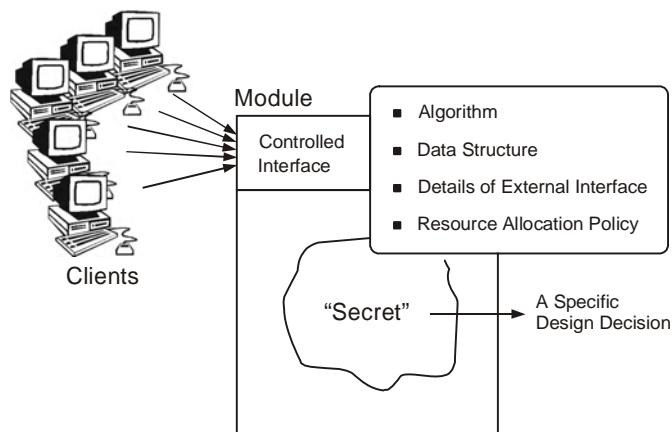 Module
Controlled
Interface
■ Algorithm
■ Data Structure
■ Details of External Interface
■ Resource Allocation Policy
Clients
“Secret”
A Specific
Design Decision